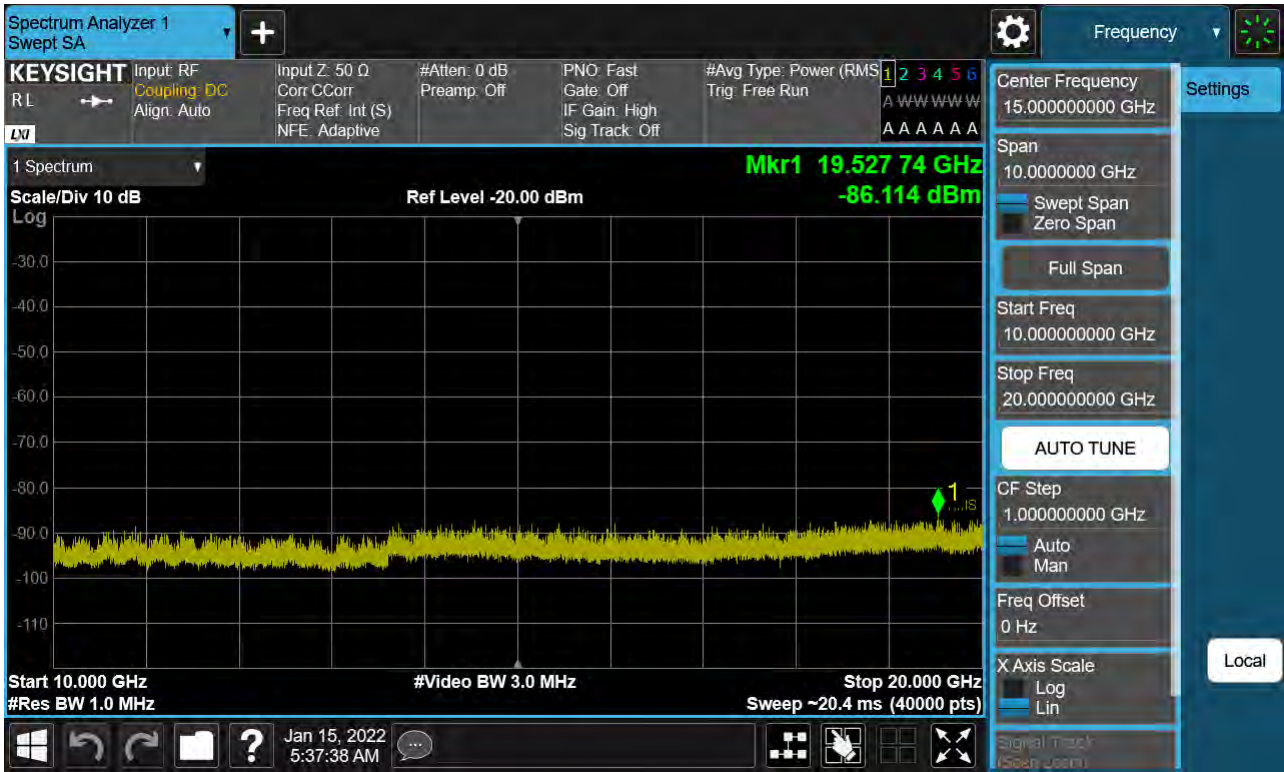 Spectrum Analyzer 1
Swept SA
Frequency
KEYSIGHT
R L
LXI
Input: RF
Coupling: DC
Align: Auto
Input Z: 50 Ω
Corr CCorr
Freq Ref: Int (S)
NFE: Adaptive
#Atten: 0 dB
Preamp: Off
PNO: Fast
Gate: Off
IF Gain: High
Sig Track: Off
#Avg Type: Power (RMS
Trig: Free Run
1 2 3 4 5 6
A W W W W W
A A A A A A
1 Spectrum
Mkr1 19.527 74 GHz
Scale/Div 10 dB
Ref Level -20.00 dBm
-86.114 dBm
Log
-30.0
-40.0
-50.0
-60.0
-70.0
-80.0
-90.0
-100
-110
1
Start 10.000 GHz
#Video BW 3.0 MHz
Stop 20.000 GHz
#Res BW 1.0 MHz
Sweep ~20.4 ms (40000 pts)
Center Frequency
15.000000000 GHz
Settings
Span
10.0000000 GHz
Swept Span
Zero Span
Full Span
Start Freq
10.000000000 GHz
Stop Freq
20.000000000 GHz
AUTO TUNE
CF Step
1.000000000 GHz
Auto
Man
Freq Offset
0 Hz
X Axis Scale
Log
Lin
Signal Track
(Span Zoom)
Local
?
Jan 15, 2022
5:37:38 AM